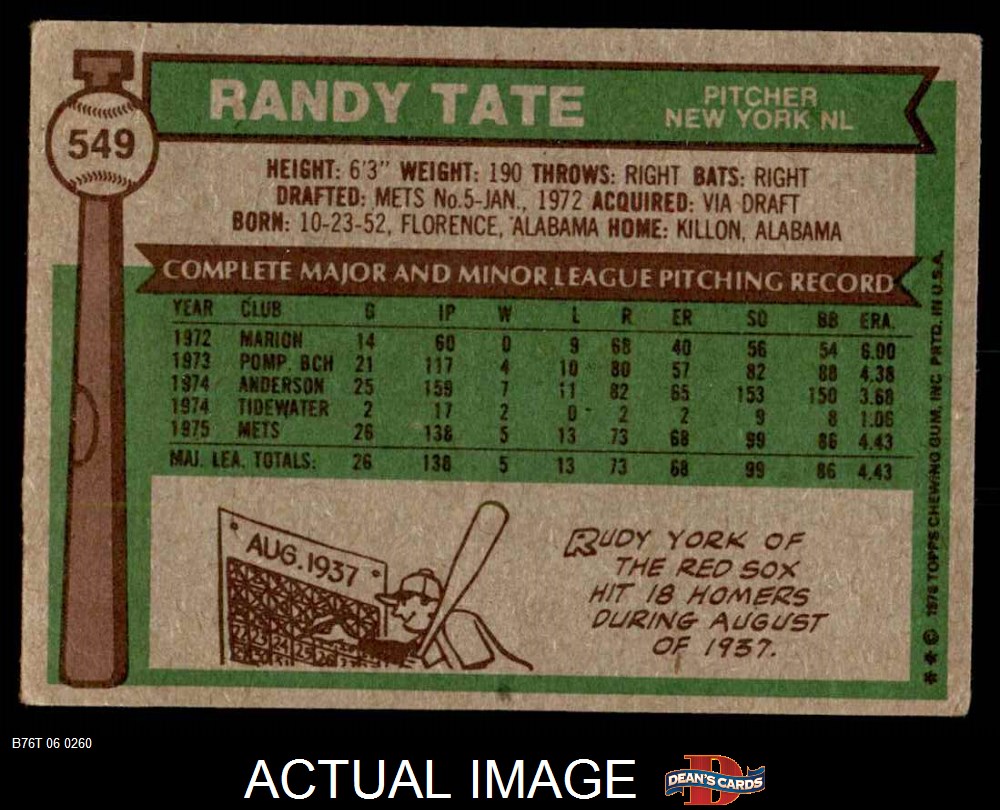 549
RANDY TATE
PITCHER
NEW YORK NL
HEIGHT: 6'3" WEIGHT: 190 THROWS: RIGHT BATS: RIGHT
DRAFTED: METS No.5-JAN., 1972 ACQUIRED: VIA DRAFT
BORN: 10-23-52, FLORENCE, ALABAMA HOME: KILLON, ALABAMA
COMPLETE MAJOR AND MINOR LEAGUE PITCHING RECORD
YEAR CLUB G IP W L R ER SO BB ERA.
1972 MARION 14 60 0 9 68 40 56 54 6.00
1973 POMP. BCH 21 117 4 10 80 57 82 88 4.38
1974 ANDERSON 25 159 7 11 82 65 153 150 3.68
1974 TIDEWATER 2 17 2 0 2 2 9 8 1.06
1975 METS 26 138 5 13 73 68 99 86 4.43
MAJ. LEA. TOTALS: 26 138 5 13 73 68 99 86 4.43
AUG. 1937
RUDY YORK OF
THE RED SOX
HIT 18 HOMERS
DURING AUGUST
OF 1937.
** © 1976 TOPPS CHEWING GUM, INC. PRTD. IN U.S.A.
B76T 06 0260
ACTUAL IMAGE
D
DEAN'S CARDS